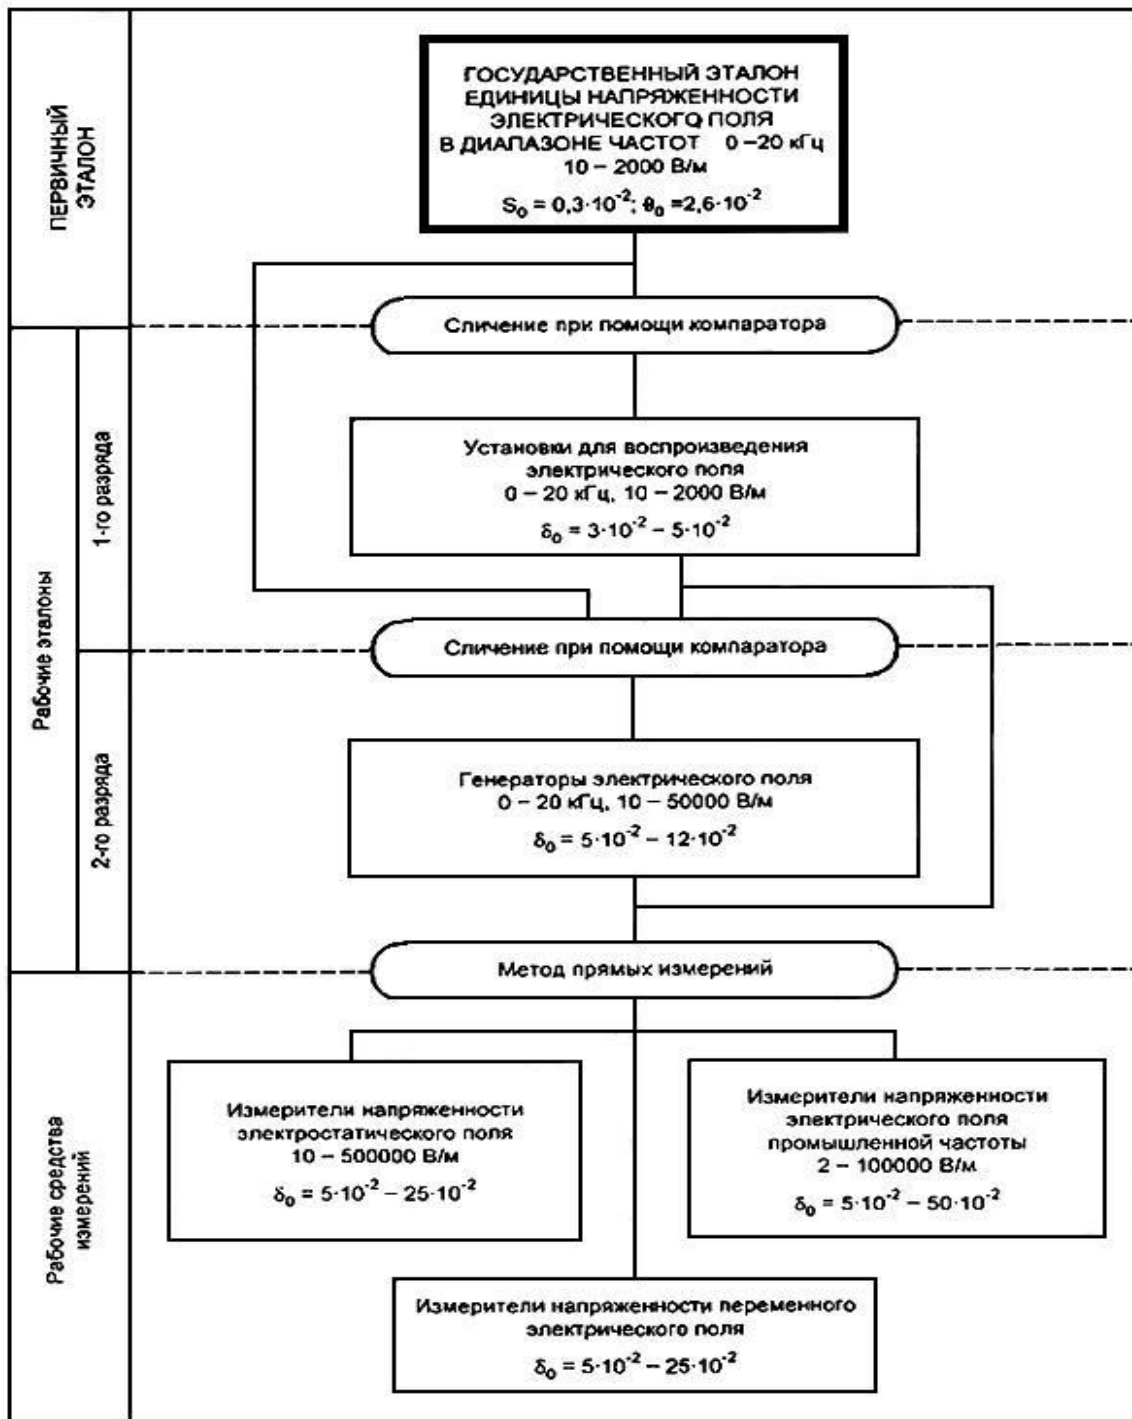 ПЕРВИЧНЫЙ
ЭТАЛОН
ГОСУДАРСТВЕННЫЙ ЭТАЛОН
ЕДИНИЦЫ НАПРЯЖЕННОСТИ
ЭЛЕКТРИЧЕСКОГО ПОЛЯ
В ДИАПАЗОНЕ ЧАСТОТ 0 – 20 кГц
10 – 2000 В/м
S₀ = 0,3·10⁻²; θ₀ =2,6·10⁻²
Сличение при помощи компаратора
Рабочие эталоны
1-го разряда
Установки для воспроизведения
электрического поля
0 – 20 кГц, 10 – 2000 В/м
δ₀ = 3·10⁻² – 5·10⁻²
Сличение при помощи компаратора
2-го разряда
Генераторы электрического поля
0 – 20 кГц, 10 – 50000 В/м
δ₀ = 5·10⁻² – 12·10⁻²
Метод прямых измерений
Рабочие средства
измерений
Измерители напряженности
электростатического поля
10 – 500000 В/м
δ₀ = 5·10⁻² – 25·10⁻²
Измерители напряженности
электрического поля
промышленной частоты
2 – 100000 В/м
δ₀ = 5·10⁻² – 50·10⁻²
Измерители напряженности переменного
электрического поля
δ₀ = 5·10⁻² – 25·10⁻²